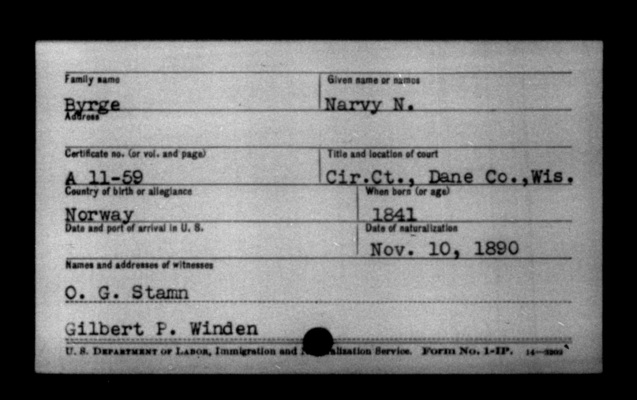 Family name Given name or names
Byrge Narvy N.
Address
Certificate no. (or vol. and page) Title and location of court
A 11-59 Cir.Ct., Dane Co.,Wis.
Country of birth or allegiance When born (or age)
Norway 1841
Date and port of arrival in U. S. Date of naturalization
Nov. 10, 1890
Names and addresses of witnesses
O. G. Stamn
Gilbert P. Winden
U. S. Department of Labor, Immigration and Naturalization Service. Form No. 1-IP.